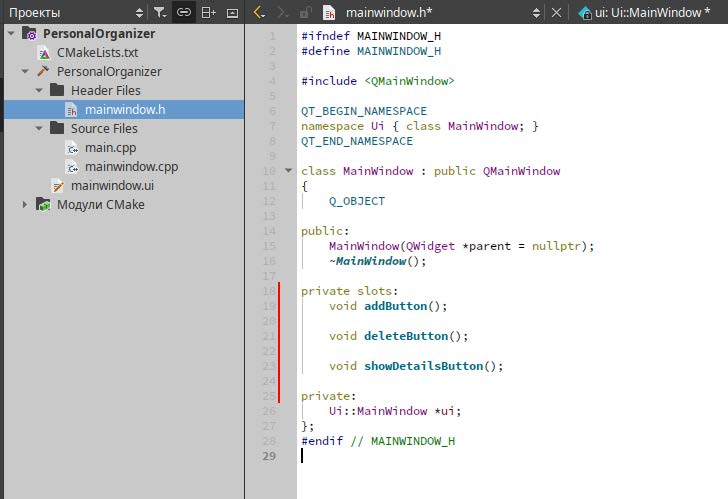 Проекты
mainwindow.h*
ui: Ui::MainWindow *
PersonalOrganizer
CMakeLists.txt
PersonalOrganizer
Header Files
mainwindow.h
Source Files
main.cpp
mainwindow.cpp
mainwindow.ui
Модули CMake
1 #ifndef MAINWINDOW_H
2 #define MAINWINDOW_H
3
4 #include <QMainWindow>
5
6 QT_BEGIN_NAMESPACE
7 namespace Ui { class MainWindow; }
8 QT_END_NAMESPACE
9
10 class MainWindow : public QMainWindow
11 {
12     Q_OBJECT
13
14 public:
15     MainWindow(QWidget *parent = nullptr);
16     ~MainWindow();
17
18 private slots:
19     void addButton();
20
21     void deleteButton();
22
23     void showDetailsButton();
24
25 private:
26     Ui::MainWindow *ui;
27 };
28 #endif // MAINWINDOW_H
29